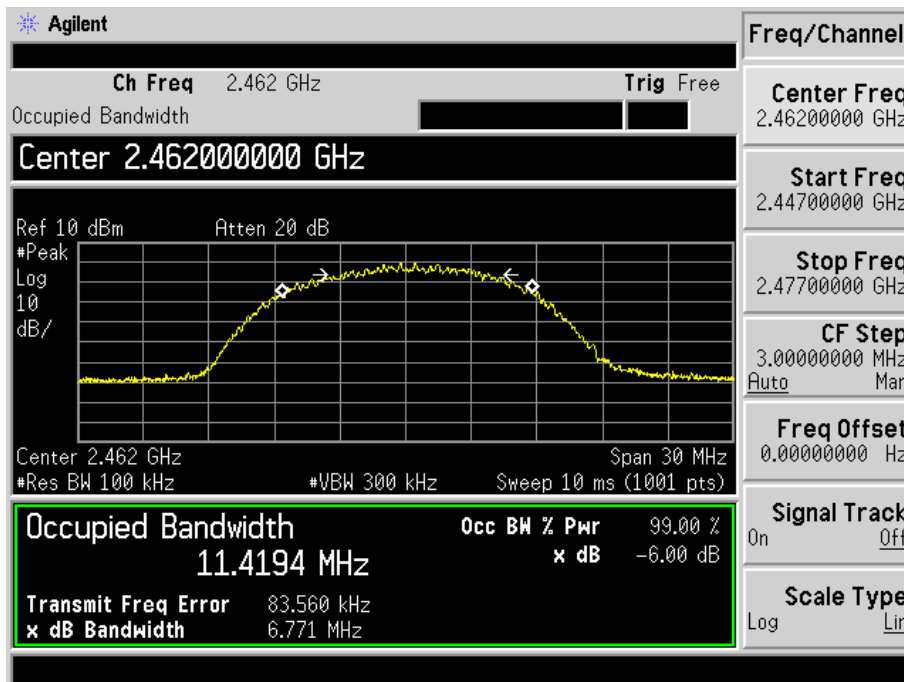 Agilent
Ch Freq 2.462 GHz Trig Free
Occupied Bandwidth
Center 2.462000000 GHz
Ref 10 dBm Atten 20 dB
#Peak
Log
10
dB/
Center 2.462 GHz Span 30 MHz
#Res BW 100 kHz #VBW 300 kHz Sweep 10 ms (1001 pts)
Occupied Bandwidth
11.4194 MHz
Occ BW % Pwr 99.00 %
x dB -6.00 dB
Transmit Freq Error 83.560 kHz
x dB Bandwidth 6.771 MHz
Freq/Channel
Center Freq
2.46200000 GHz
Start Freq
2.44700000 GHz
Stop Freq
2.47700000 GHz
CF Step
3.00000000 MHz
Auto Man
Freq Offset
0.00000000 Hz
Signal Track
On Off
Scale Type
Log Lin